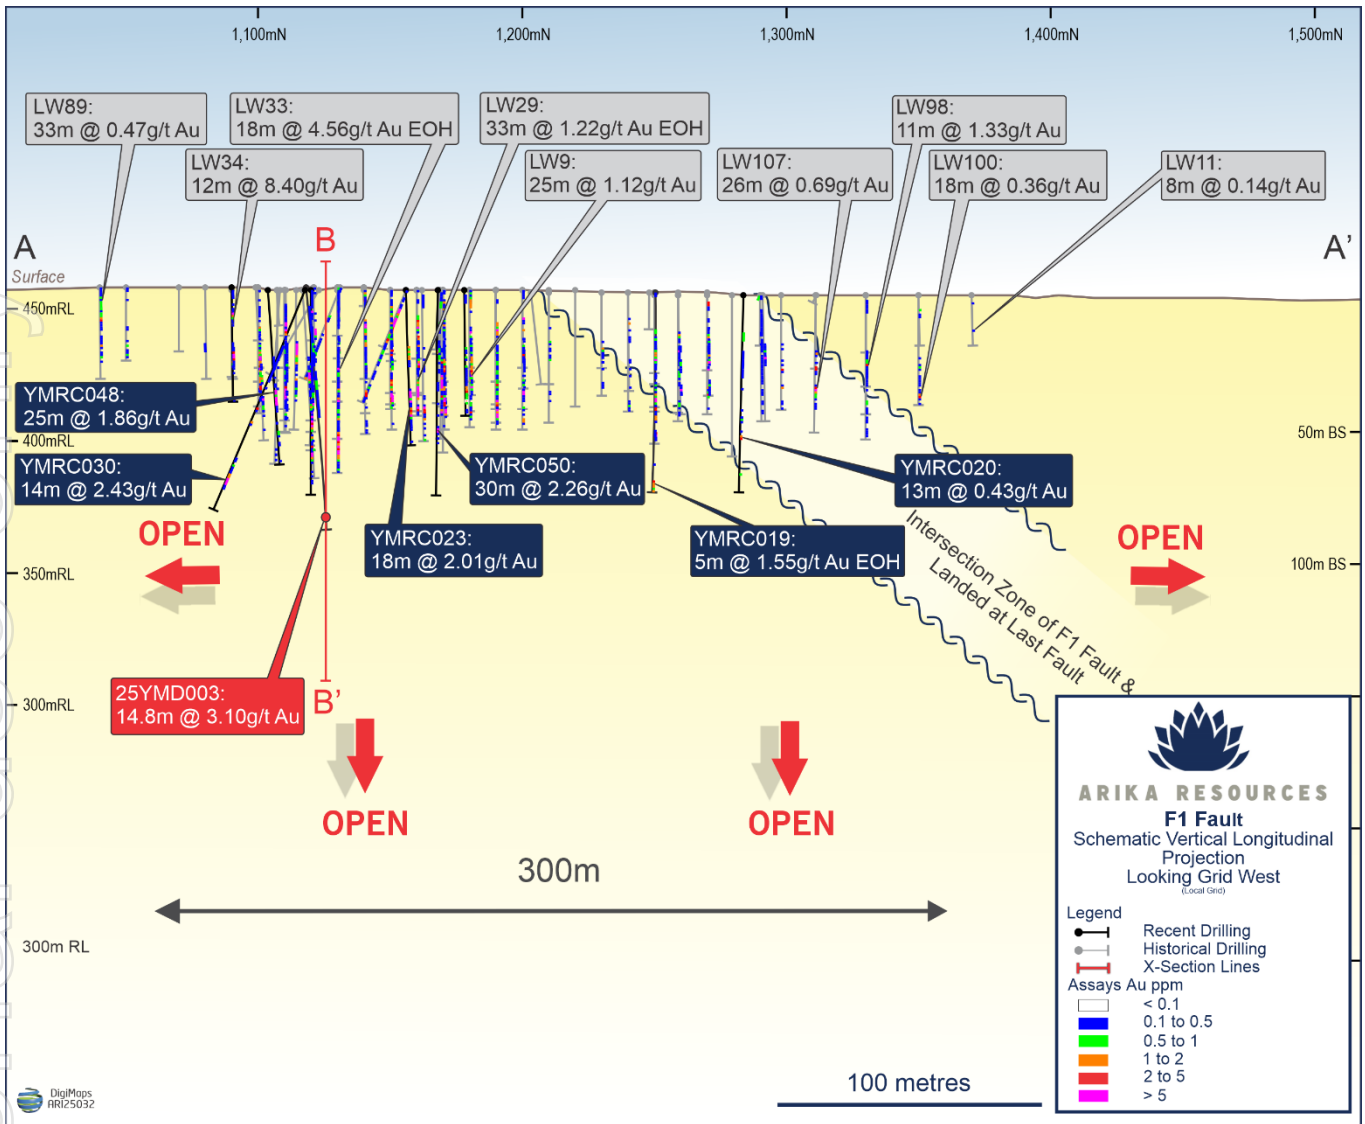 1,100mN
1,200mN
1,300mN
1,400mN
1,500mN
LW89:
33m @ 0.47g/t Au
LW33:
18m @ 4.56g/t Au EOH
LW29:
33m @ 1.22g/t Au EOH
LW98:
11m @ 1.33g/t Au
LW34:
12m @ 8.40g/t Au
LW9:
25m @ 1.12g/t Au
LW107:
26m @ 0.69g/t Au
LW100:
18m @ 0.36g/t Au
LW11:
8m @ 0.14g/t Au
A
B
A'
Surface
450mRL
YMRC048:
25m @ 1.86g/t Au
400mRL
50m BS
YMRC030:
14m @ 2.43g/t Au
YMRC050:
30m @ 2.26g/t Au
YMRC020:
13m @ 0.43g/t Au
OPEN
YMRC023:
18m @ 2.01g/t Au
YMRC019:
5m @ 1.55g/t Au EOH
Intersection Zone of F1 Fault &
Landed at Last Fault
OPEN
350mRL
100m BS
25YMD003:
14.8m @ 3.10g/t Au
B'
300mRL
OPEN
OPEN
300m
300m RL
ARIKA RESOURCES
F1 Fault
Schematic Vertical Longitudinal
Projection
Looking Grid West
(Local Grid)
Legend
Recent Drilling
Historical Drilling
X-Section Lines
Assays Au ppm
< 0.1
0.1 to 0.5
0.5 to 1
1 to 2
2 to 5
> 5
100 metres
DigiMaps
ARI25032